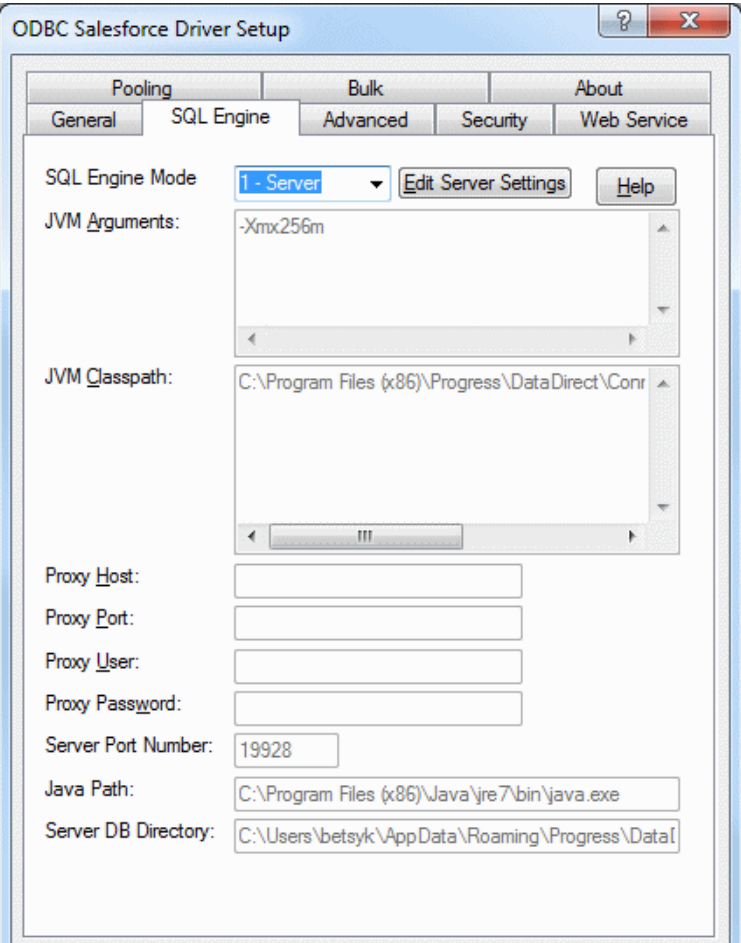 ODBC Salesforce Driver Setup
?
X
Pooling Bulk About
General SQL Engine Advanced Security Web Service
SQL Engine Mode 1 - Server Edit Server Settings Help
JVM Arguments: -Xmx256m
JVM Classpath: C:\Program Files (x86)\Progress\DataDirect\Conn
Proxy Host:
Proxy Port:
Proxy User:
Proxy Password:
Server Port Number: 19928
Java Path: C:\Program Files (x86)\Java\jre7\bin\java.exe
Server DB Directory: C:\Users\betsyk\AppData\Roaming\Progress\Data